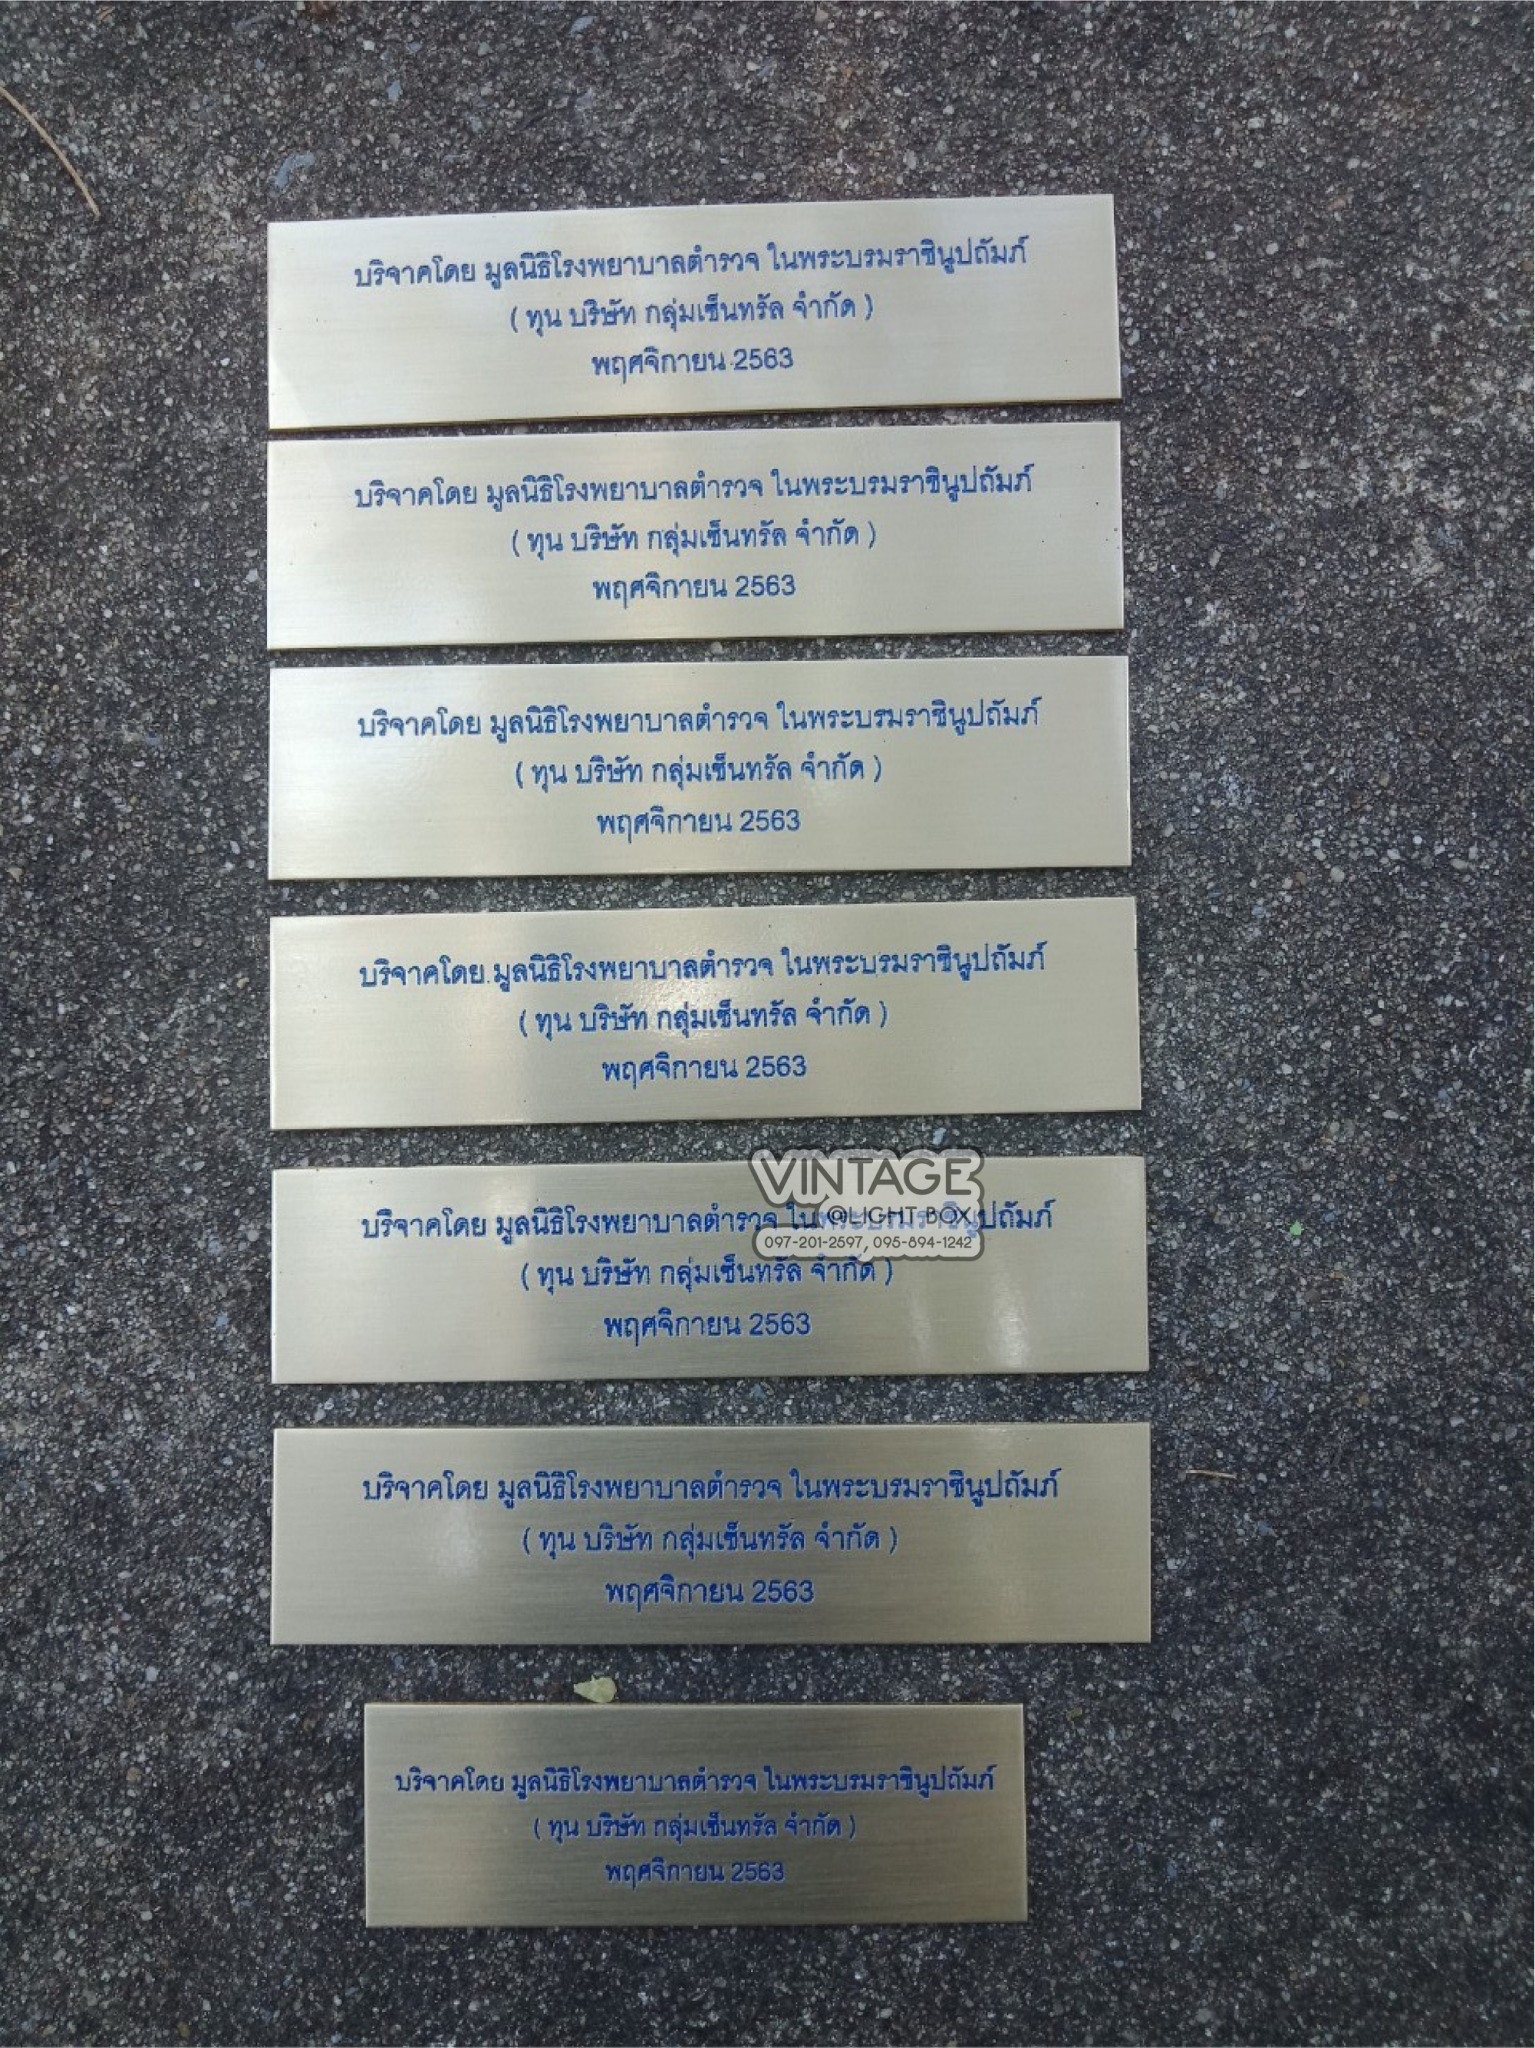 บริจาคโดย มูลนิธิโรงพยาบาลตำรวจ ในพระบรมราชินูปถัมภ์
( ทุน บริษัท กลุ่มเซ็นทรัล จำกัด )
พฤศจิกายน 2563
บริจาคโดย มูลนิธิโรงพยาบาลตำรวจ ในพระบรมราชินูปถัมภ์
( ทุน บริษัท กลุ่มเซ็นทรัล จำกัด )
พฤศจิกายน 2563
บริจาคโดย มูลนิธิโรงพยาบาลตำรวจ ในพระบรมราชินูปถัมภ์
( ทุน บริษัท กลุ่มเซ็นทรัล จำกัด )
พฤศจิกายน 2563
บริจาคโดย มูลนิธิโรงพยาบาลตำรวจ ในพระบรมราชินูปถัมภ์
( ทุน บริษัท กลุ่มเซ็นทรัล จำกัด )
พฤศจิกายน 2563
VINTAGE
@LIGHT BOX
097-201-2597, 095-894-1242
บริจาคโดย มูลนิธิโรงพยาบาลตำรวจ ในพระบรมราชินูปถัมภ์
( ทุน บริษัท กลุ่มเซ็นทรัล จำกัด )
พฤศจิกายน 2563
บริจาคโดย มูลนิธิโรงพยาบาลตำรวจ ในพระบรมราชินูปถัมภ์
( ทุน บริษัท กลุ่มเซ็นทรัล จำกัด )
พฤศจิกายน 2563
บริจาคโดย มูลนิธิโรงพยาบาลตำรวจ ในพระบรมราชินูปถัมภ์
( ทุน บริษัท กลุ่มเซ็นทรัล จำกัด )
พฤศจิกายน 2563